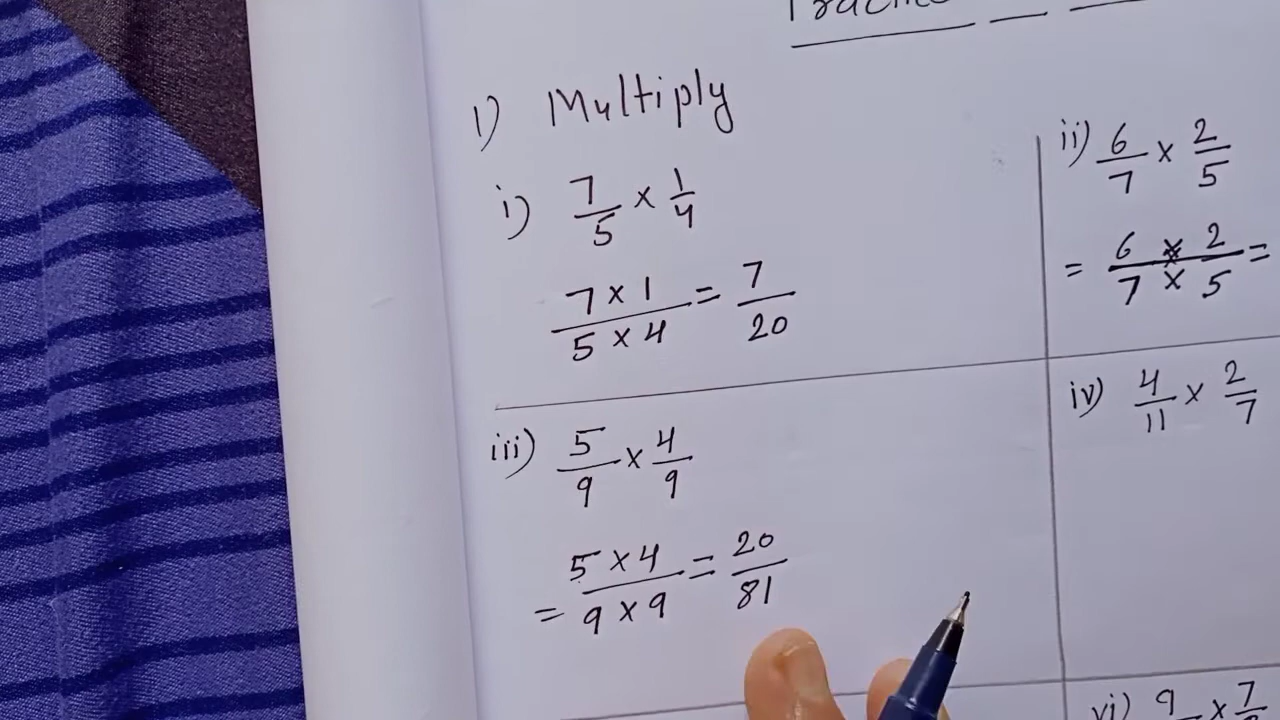 1) Multiply
i) 7/5 × 1/4
7 × 1 / 5 × 4 = 7/20
ii) 6/7 × 2/5
= 6 × 2 / 7 × 5 =
iii) 5/9 × 4/9
= 5 × 4 / 9 × 9 = 20/81
iv) 4/11 × 2/7
vi) 9 × 7